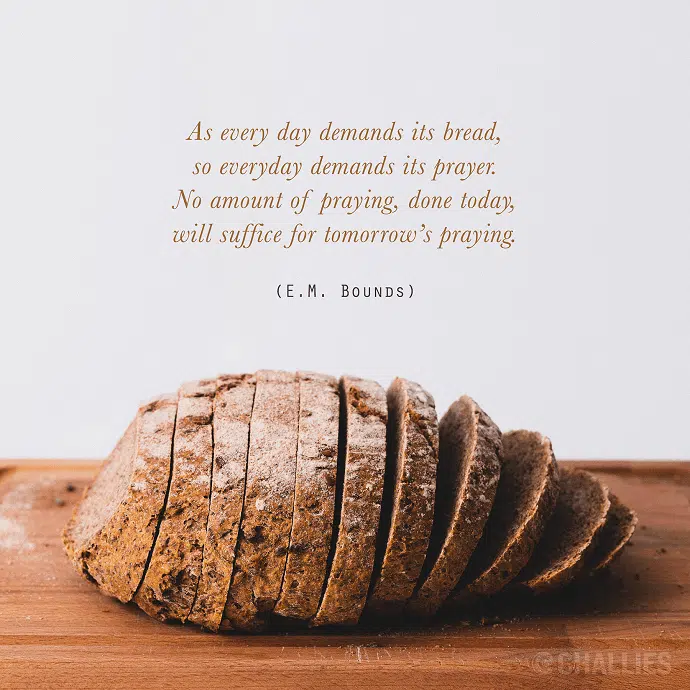 As every day demands its bread,
so everyday demands its prayer.
No amount of praying, done today,
will suffice for tomorrow's praying.
(E.M. Bounds)
@CHALLIES